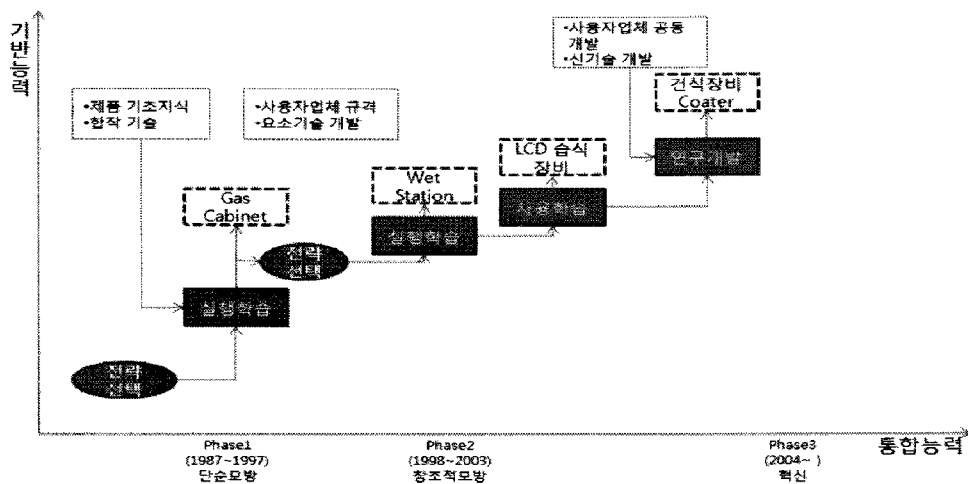 기반능력
•사용자업체 공동
개발
•신기술 개발
건식장비
Coater
•제품 기초지식
•합작 기술
•사용자업체 규격
•요소기술 개발
LCD 습식
장비
연구개발
Wet
Station
사용학습
Gas
Cabinet
실행학습
전략
선택
실행학습
전략
선택
Phase1
(1987~1997)
단순모방
Phase2
(1998~2003)
창조적모방
Phase3
(2004~ )
혁신
통합능력